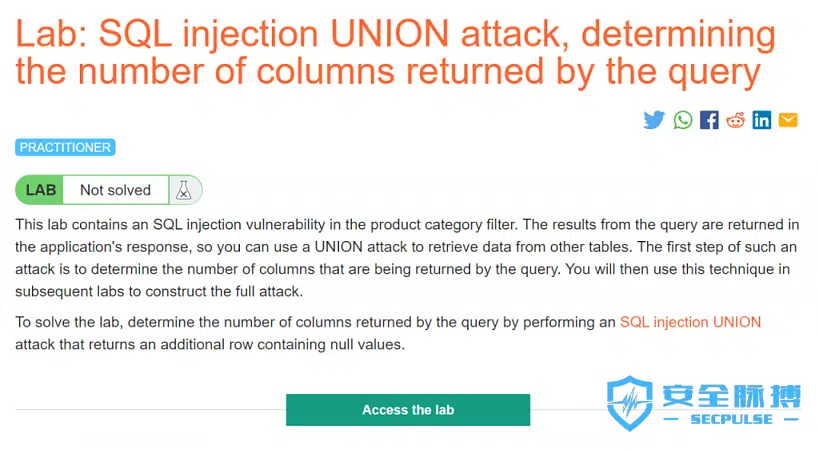 Lab: SQL injection UNION attack, determining
the number of columns returned by the query
PRACTITIONER
LAB Not solved
This lab contains an SQL injection vulnerability in the product category filter. The results from the query are returned in
the application's response, so you can use a UNION attack to retrieve data from other tables. The first step of such an
attack is to determine the number of columns that are being returned by the query. You will then use this technique in
subsequent labs to construct the full attack.
To solve the lab, determine the number of columns returned by the query by performing an SQL injection UNION
attack that returns an additional row containing null values.
Access the lab
安全脉搏
SECPULSE